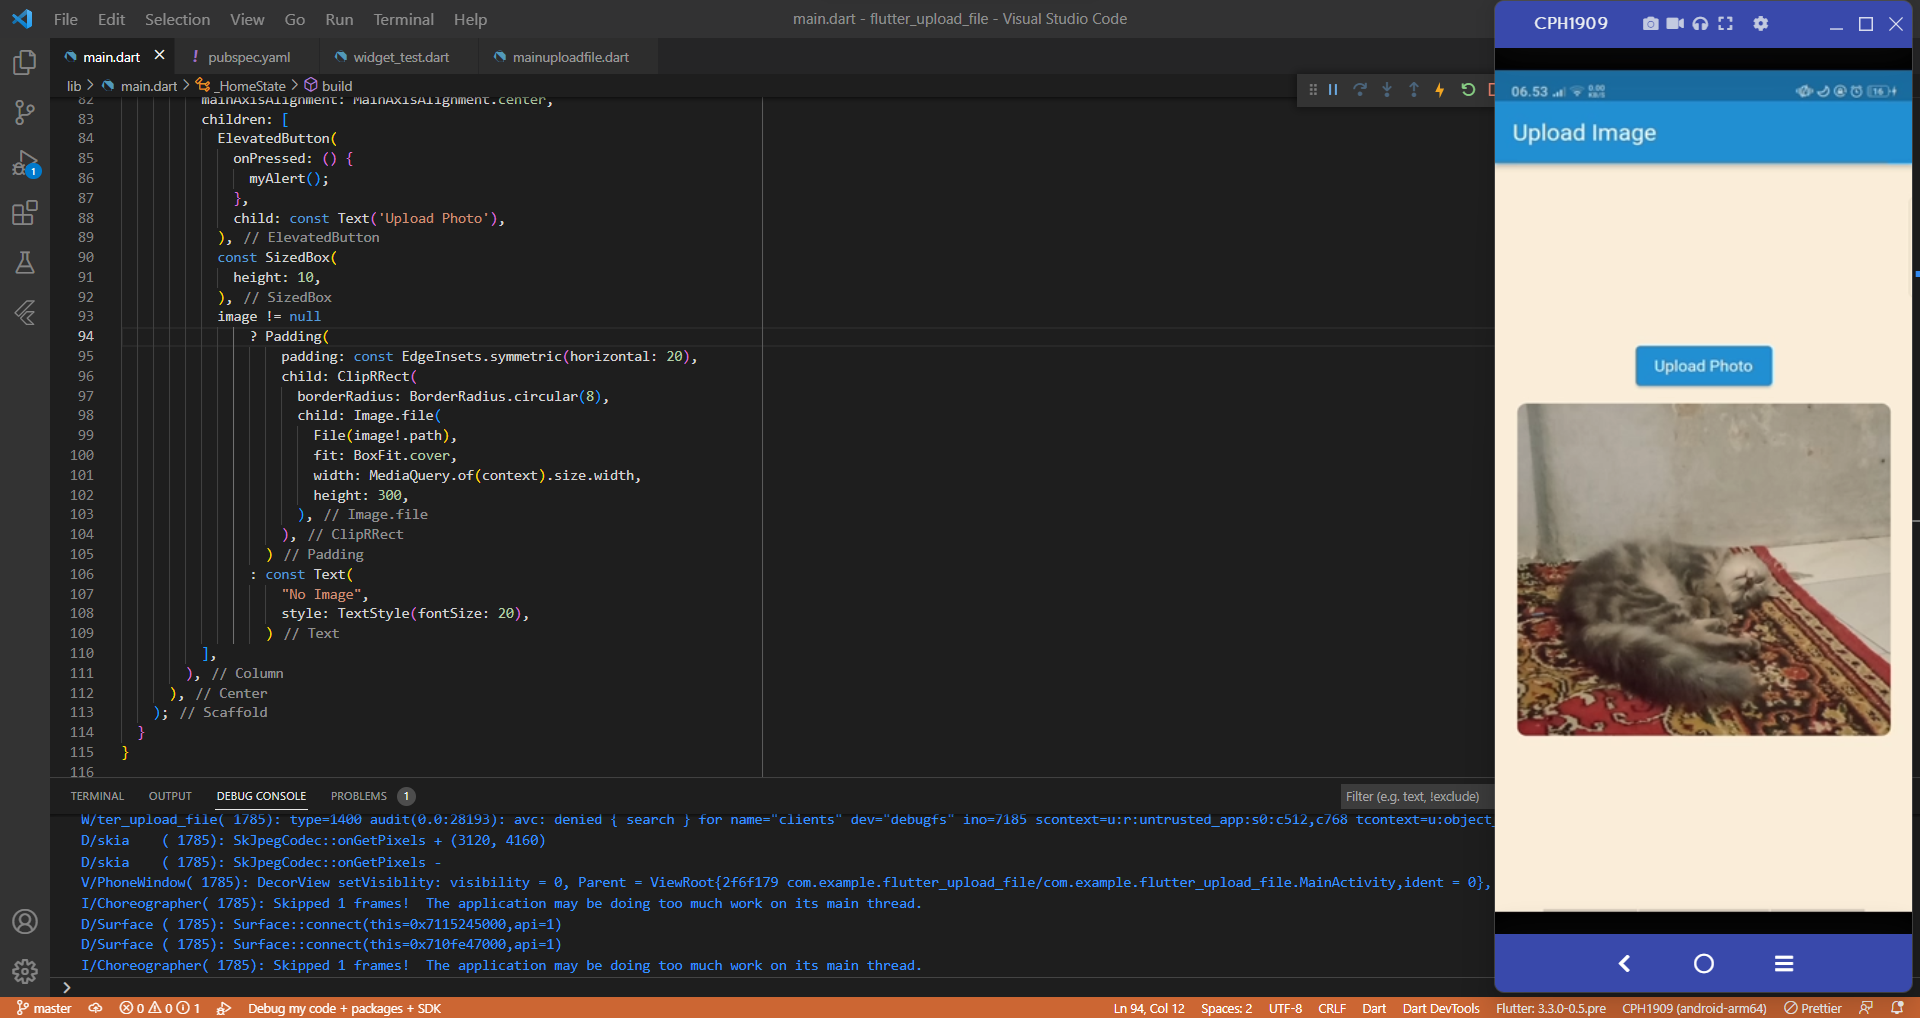 File Edit Selection View Go Run Terminal Help
main.dart - flutter_upload_file - Visual Studio Code
CPH1909
main.dart
! pubspec.yaml
widget_test.dart
mainuploadfile.dart
lib > main.dart > _HomeState > build
82 mainAxisAlignment: MainAxisAlignment.center,
83 children: [
84 ElevatedButton(
85 onPressed: () {
86 myAlert();
87 },
88 child: const Text('Upload Photo'),
89 ), // ElevatedButton
90 const SizedBox(
91 height: 10,
92 ), // SizedBox
93 image != null
94 ? Padding(
95 padding: const EdgeInsets.symmetric(horizontal: 20),
96 child: ClipRRect(
97 borderRadius: BorderRadius.circular(8),
98 child: Image.file(
99 File(image!.path),
100 fit: BoxFit.cover,
101 width: MediaQuery.of(context).size.width,
102 height: 300,
103 ), // Image.file
104 ), // ClipRRect
105 ) // Padding
106 : const Text(
107 "No Image",
108 style: TextStyle(fontSize: 20),
109 ) // Text
110 ],
111 ), // Column
112 ), // Center
113 ); // Scaffold
114 }
115 }
116
TERMINAL OUTPUT DEBUG CONSOLE PROBLEMS 1
Filter (e.g. text, !exclude)
W/ter_upload_file( 1785): type=1400 audit(0.0:28193): avc: denied { search } for name="clients" dev="debugfs" ino=7185 scontext=u:r:untrusted_app:s0:c512,c768 tcontext=u:object_
D/skia ( 1785): SkJpegCodec::onGetPixels + (3120, 4160)
D/skia ( 1785): SkJpegCodec::onGetPixels -
V/PhoneWindow( 1785): DecorView setVisiblity: visibility = 0, Parent = ViewRoot{2f6f179 com.example.flutter_upload_file/com.example.flutter_upload_file.MainActivity,ident = 0},
I/Choreographer( 1785): Skipped 1 frames! The application may be doing too much work on its main thread.
D/Surface ( 1785): Surface::connect(this=0x7115245000,api=1)
D/Surface ( 1785): Surface::connect(this=0x710fe47000,api=1)
I/Choreographer( 1785): Skipped 1 frames! The application may be doing too much work on its main thread.
>
06.53
0.00 KB/S
16
Upload Image
Upload Photo
1
master 0 0 1 Debug my code + packages + SDK
Ln 94, Col 12 Spaces: 2 UTF-8 CRLF Dart Dart DevTools Flutter: 3.3.0-0.5.pre CPH1909 (android-arm64) Prettier